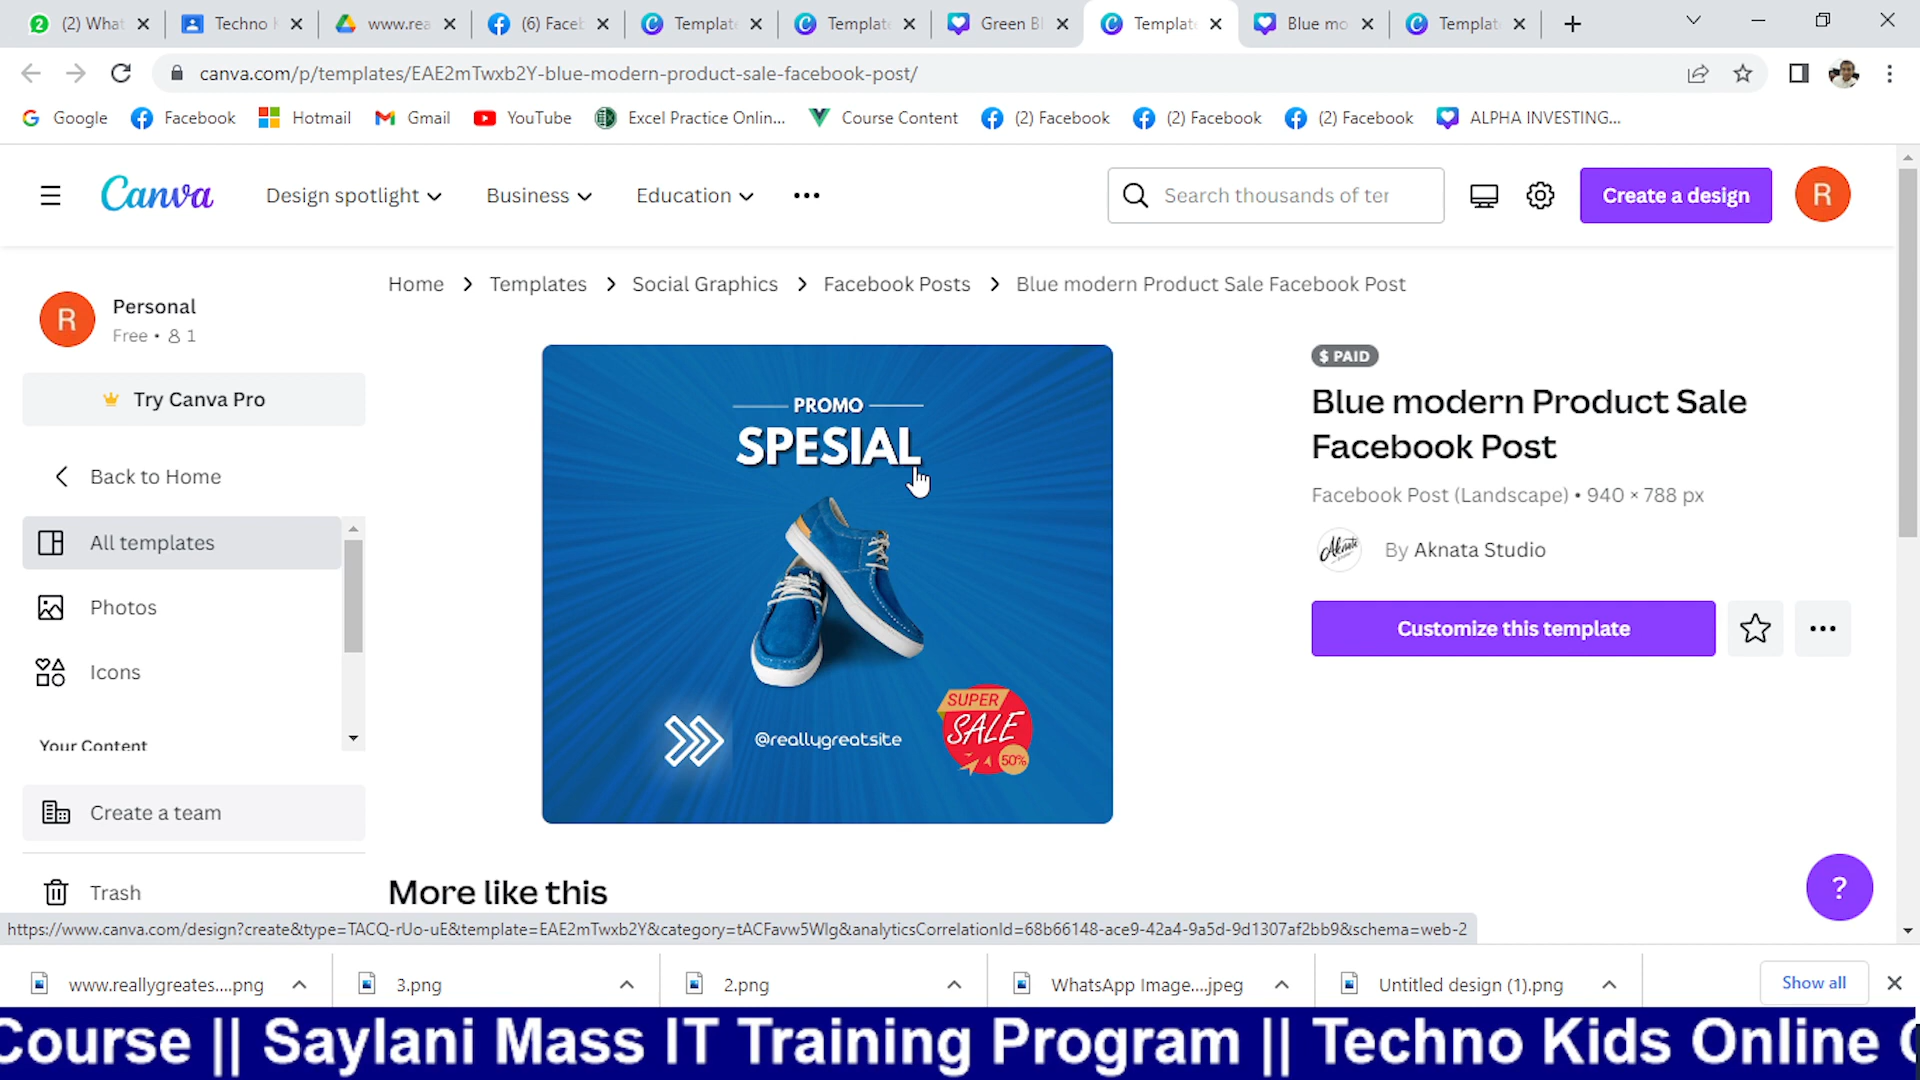 (2) What
Techno
www.rea
(6) Faceb
Template
Template
Green Bl
Template
Blue mo
Template
canva.com/p/templates/EAE2mTwxb2Y-blue-modern-product-sale-facebook-post/
Google
Facebook
Hotmail
Gmail
YouTube
Excel Practice Onlin...
Course Content
(2) Facebook
(2) Facebook
(2) Facebook
ALPHA INVESTING...
Canva
Design spotlight
Business
Education
Search thousands of ter
Create a design
R
Home > Templates > Social Graphics > Facebook Posts > Blue modern Product Sale Facebook Post
R
Personal
Free • 1
Try Canva Pro
Back to Home
All templates
Photos
Icons
Your Content
Create a team
Trash
PROMO
SPESIAL
@reallygreatsite
SUPER
SALE
50%
$ PAID
Blue modern Product Sale
Facebook Post
Facebook Post (Landscape) • 940 × 788 px
Aknata
By Aknata Studio
Customize this template
More like this
?
https://www.canva.com/design?create&type=TACQ-rUo-uE&template=EAE2mTwxb2Y&category=tACFavw5Wlg&analyticsCorrelationId=68b66148-ace9-42a4-9a5d-9d1307af2bb9&schema=web-2
www.reallygreates....png
3.png
2.png
WhatsApp Image....jpeg
Untitled design (1).png
Show all
Course || Saylani Mass IT Training Program || Techno Kids Online